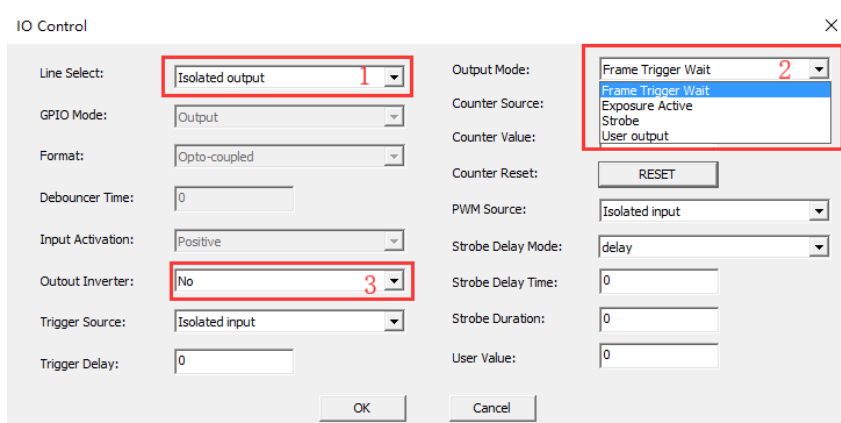 IO Control
Line Select:
Isolated output
1
GPIO Mode:
Output
Format:
Opto-coupled
Debouncer Time:
0
Input Activation:
Positive
Outout Inverter:
No
3
Trigger Source:
Isolated input
Trigger Delay:
0
Output Mode:
Frame Trigger Wait
2
Frame Trigger Wait
Exposure Active
Strobe
User output
Counter Source:
Counter Value:
Counter Reset:
RESET
PWM Source:
Isolated input
Strobe Delay Mode:
delay
Strobe Delay Time:
0
Strobe Duration:
0
User Value:
0
OK
Cancel